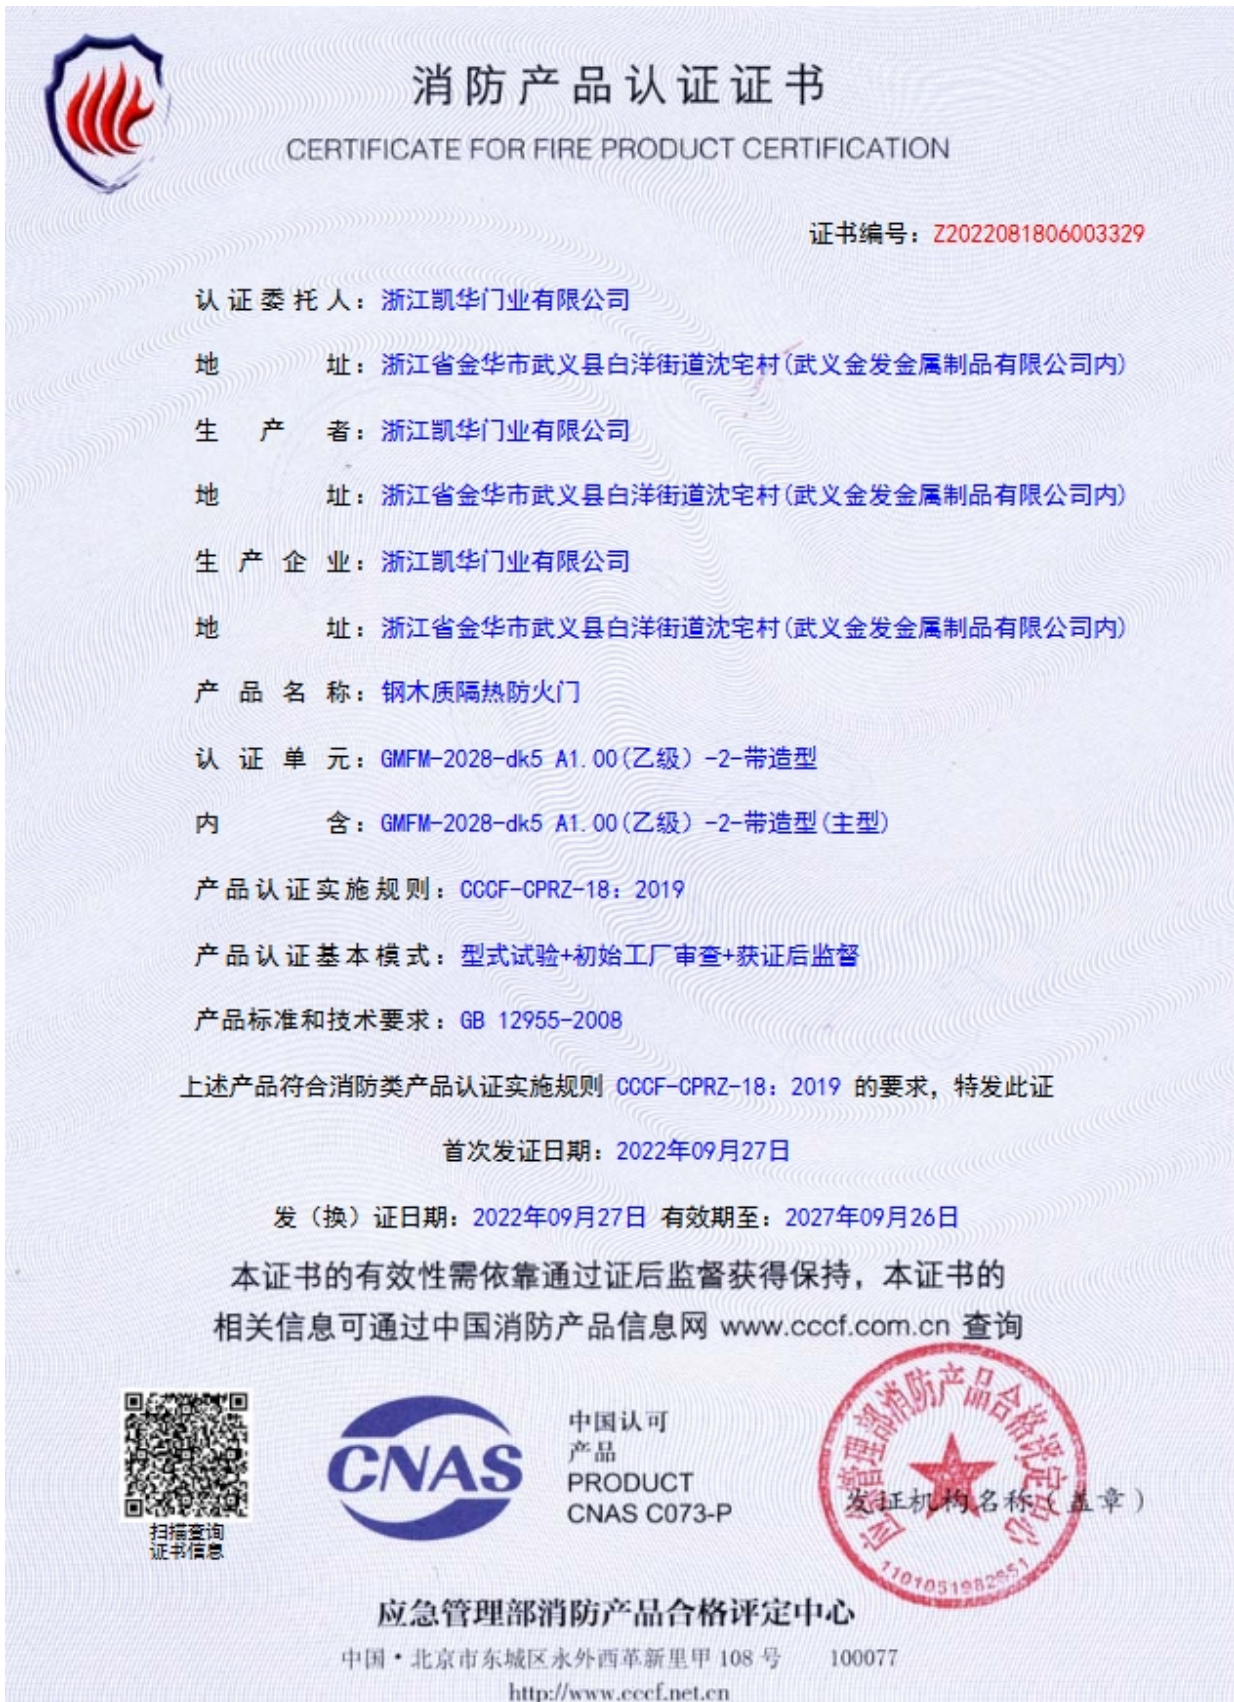 消防产品认证证书
CERTIFICATE FOR FIRE PRODUCT CERTIFICATION
证书编号：Z2022081806003329
认证委托人：浙江凯华门业有限公司
地 址：浙江省金华市武义县白洋街道沈宅村(武义金发金属制品有限公司内)
生产者：浙江凯华门业有限公司
地 址：浙江省金华市武义县白洋街道沈宅村(武义金发金属制品有限公司内)
生产企业：浙江凯华门业有限公司
地 址：浙江省金华市武义县白洋街道沈宅村(武义金发金属制品有限公司内)
产品名称：钢木质隔热防火门
认证单元：GMFM-2028-dk5 A1.00(乙级）-2-带造型
内 含：GMFM-2028-dk5 A1.00(乙级）-2-带造型(主型)
产品认证实施规则：CCCF-CPRZ-18：2019
产品认证基本模式：型式试验+初始工厂审查+获证后监督
产品标准和技术要求：GB 12955-2008
上述产品符合消防类产品认证实施规则 CCCF-CPRZ-18：2019 的要求，特发此证
首次发证日期：2022年09月27日
发（换）证日期：2022年09月27日 有效期至：2027年09月26日
本证书的有效性需依靠通过证后监督获得保持，本证书的
相关信息可通过中国消防产品信息网 www.cccf.com.cn 查询
扫描查询
证书信息
CNAS
中国认可
产品
PRODUCT
CNAS C073-P
应急管理部消防产品合格评定中心
发证机构名称（盖章）
应急管理部消防产品合格评定中心
中国·北京市东城区永外西革新里甲 108 号 100077
http://www.cccf.net.cn